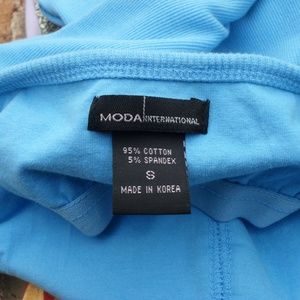 MODA INTERNATIONAL
95% COTTON
5% SPANDEX
S
MADE IN KOREA